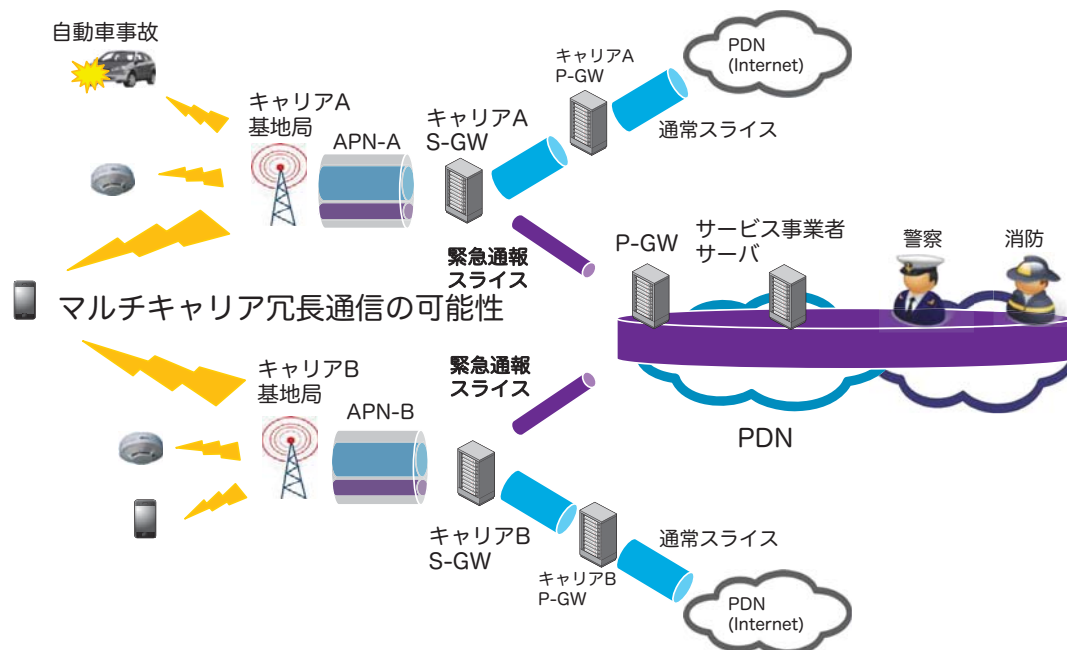 自動車事故
キャリアA
基地局
APN-A
キャリアA
S-GW
キャリアA
P-GW
PDN
(Internet)
通常スライス
緊急通報
スライス
P-GW
サービス事業者
サーバ
警察
消防
マルチキャリア冗長通信の可能性
キャリアB
基地局
APN-B
緊急通報
スライス
PDN
キャリアB
S-GW
キャリアB
P-GW
通常スライス
PDN
(Internet)